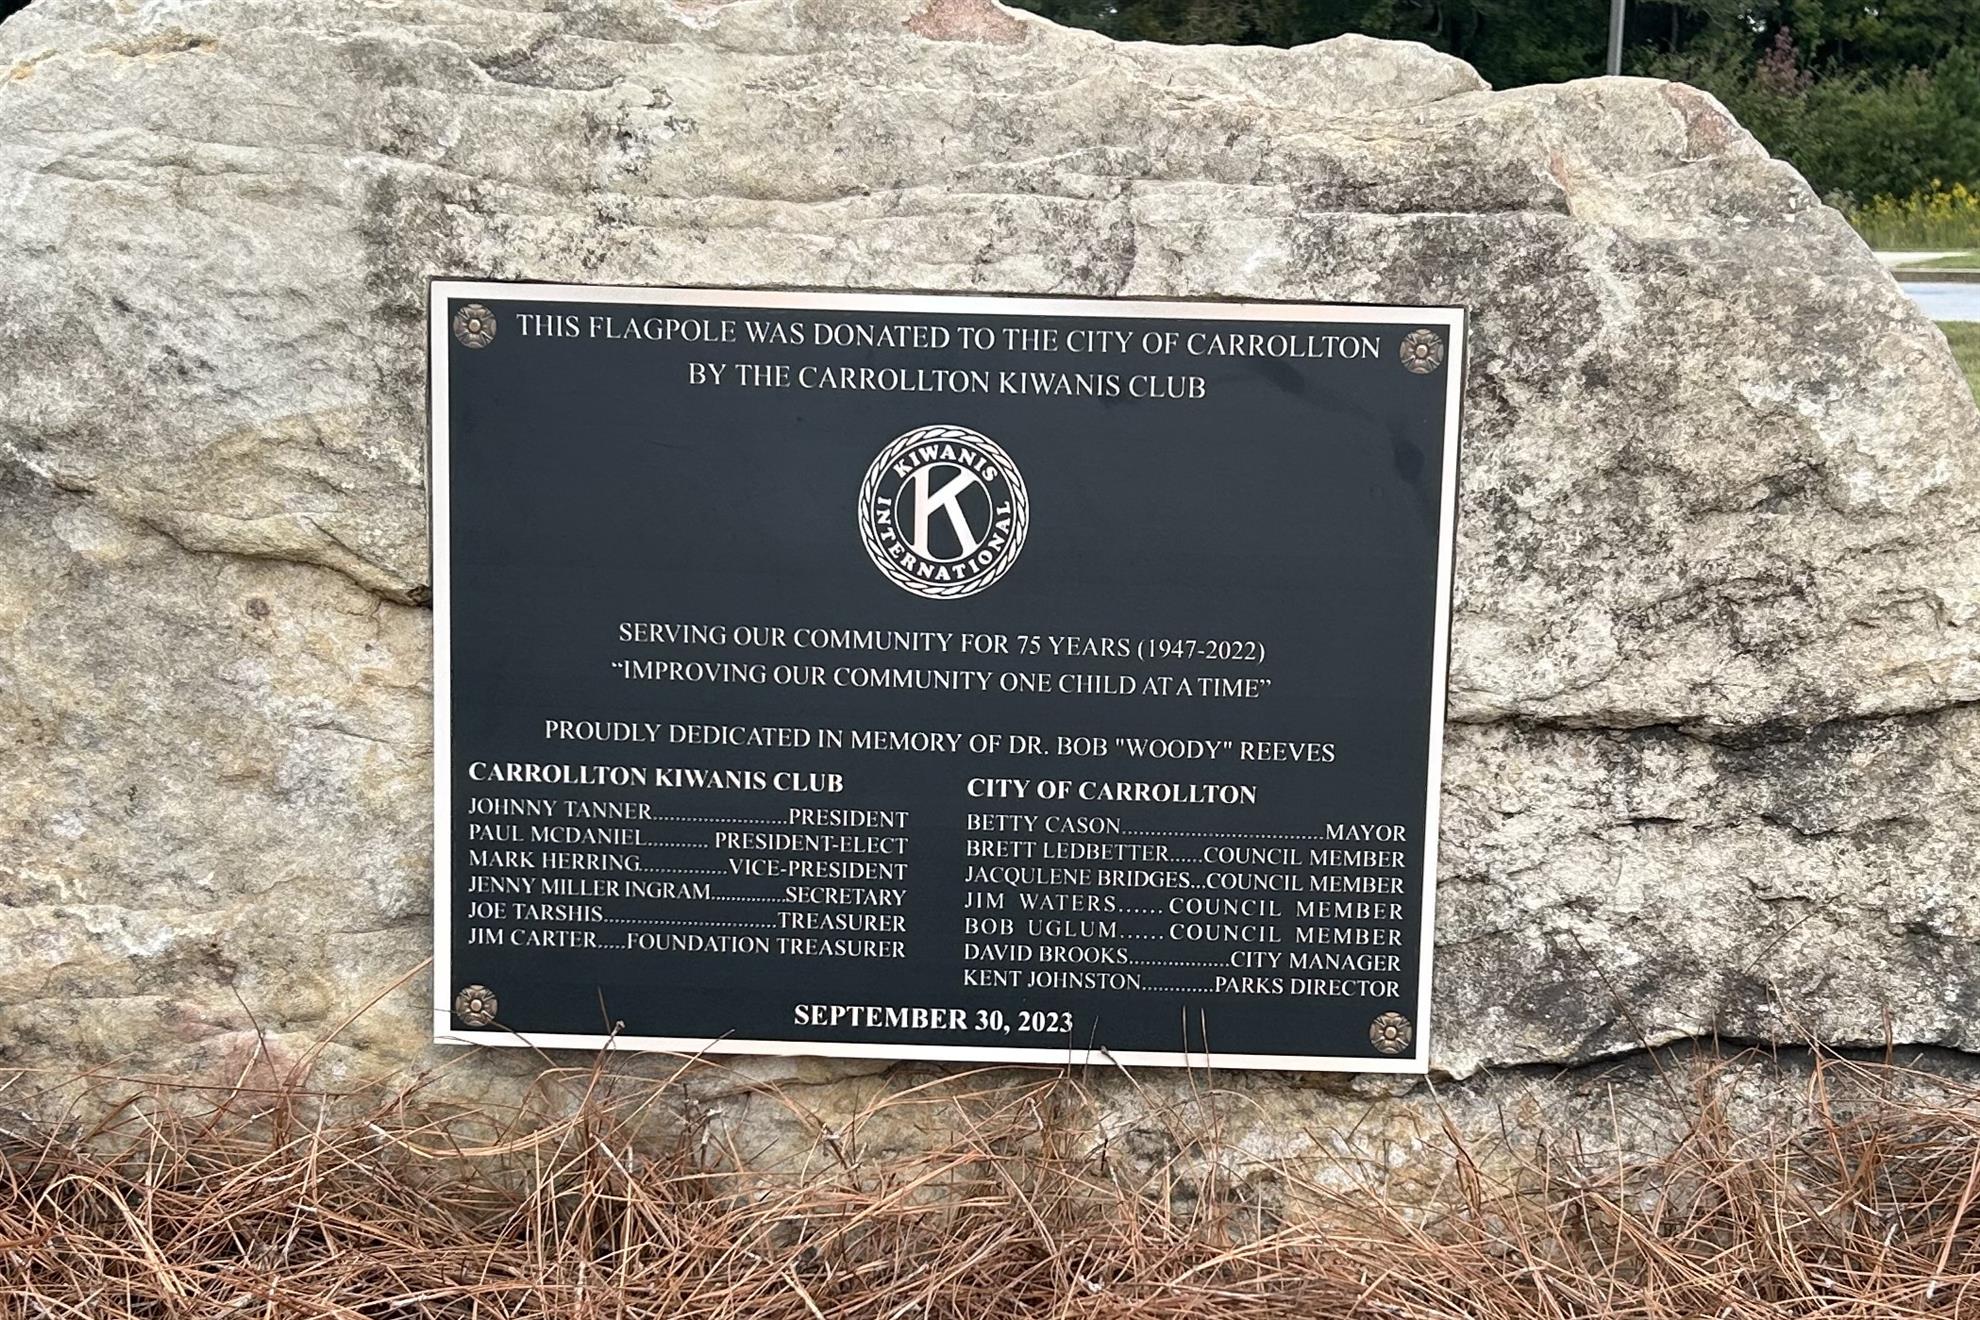 THIS FLAGPOLE WAS DONATED TO THE CITY OF CARROLLTON
BY THE CARROLLTON KIWANIS CLUB
KIWANIS
K
INTERNATIONAL
SERVING OUR COMMUNITY FOR 75 YEARS (1947-2022)
“IMPROVING OUR COMMUNITY ONE CHILD AT A TIME”
PROUDLY DEDICATED IN MEMORY OF DR. BOB "WOODY" REEVES
CARROLLTON KIWANIS CLUB
JOHNNY TANNER.......................PRESIDENT
PAUL MCDANIEL........... PRESIDENT-ELECT
MARK HERRING................VICE-PRESIDENT
JENNY MILLER INGRAM...............SECRETARY
JOE TARSHIS..............................TREASURER
JIM CARTER.....FOUNDATION TREASURER
CITY OF CARROLLTON
BETTY CASON..................................MAYOR
BRETT LEDBETTER......COUNCIL MEMBER
JACQULENE BRIDGES...COUNCIL MEMBER
JIM WATERS......COUNCIL MEMBER
BOB UGLUM......COUNCIL MEMBER
DAVID BROOKS.................CITY MANAGER
KENT JOHNSTON............PARKS DIRECTOR
SEPTEMBER 30, 2023